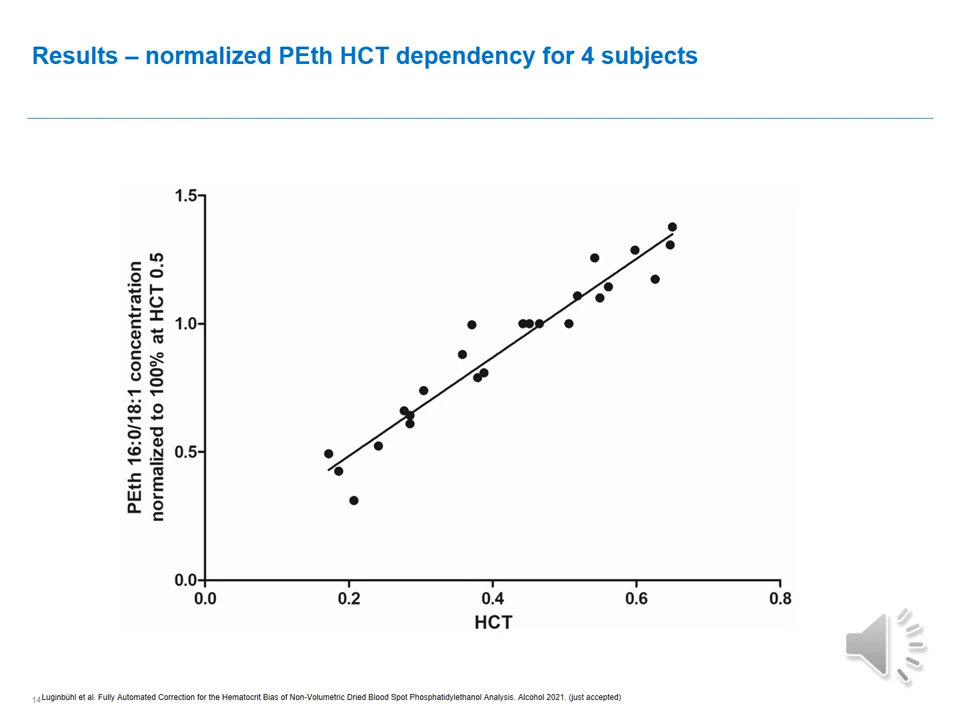 Results – normalized PEth HCT dependency for 4 subjects
PEth 16:0/18:1 concentration
normalized to 100% at HCT 0.5
1.5
1.0
0.5
0.0
0.0 0.2 0.4 0.6 0.8
HCT
14 Luginbühl et al. Fully Automated Correction for the Hematocrit Bias of Non-Volumetric Dried Blood Spot Phosphatidylethanol Analysis. Alcohol 2021. (just accepted)